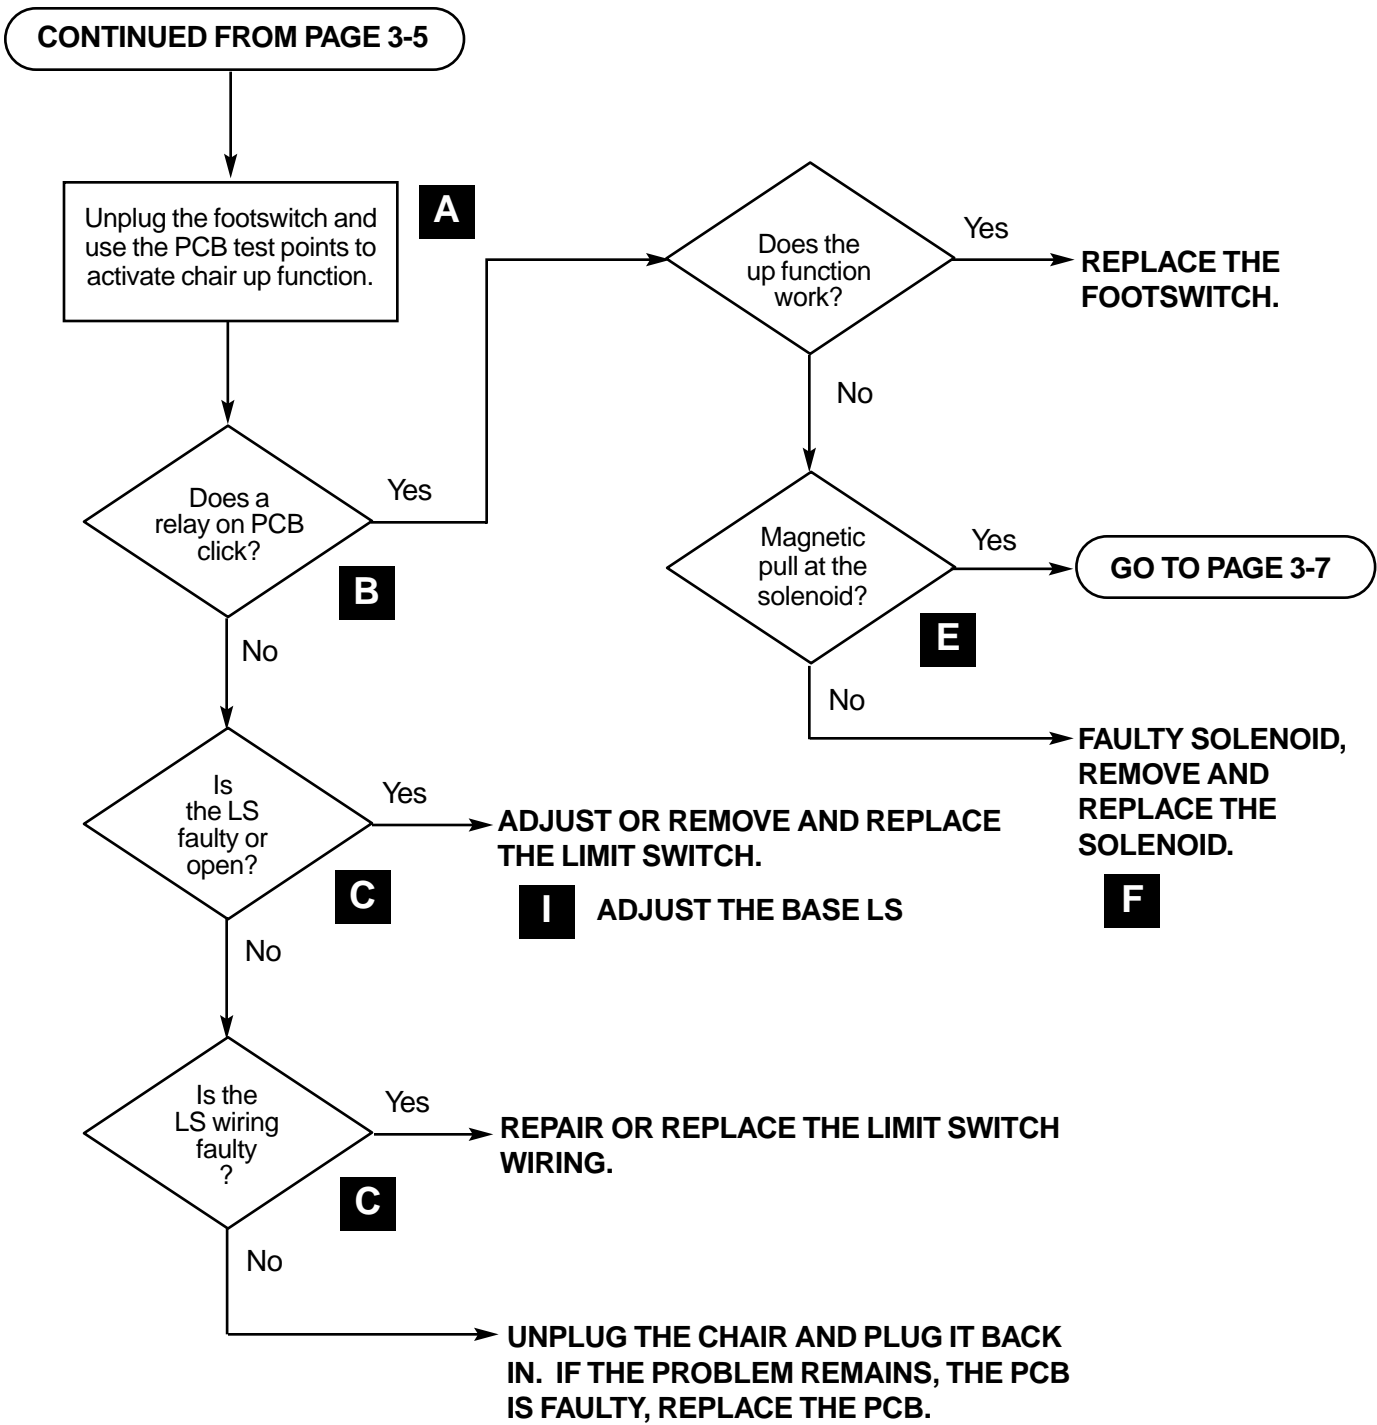 CONTINUED FROM PAGE 3-5
Unplug the footswitch and
use the PCB test points to
activate chair up function.
A
Does a
relay on PCB
click?
Yes
B
No
Does the
up function
work?
Yes
REPLACE THE
FOOTSWITCH.
No
Magnetic
pull at the
solenoid?
Yes
GO TO PAGE 3-7
E
No
FAULTY SOLENOID,
REMOVE AND
REPLACE THE
SOLENOID.
F
Is
the LS
faulty or
open?
Yes
ADJUST OR REMOVE AND REPLACE
THE LIMIT SWITCH.
C
I ADJUST THE BASE LS
No
Is the
LS wiring
faulty
?
Yes
REPAIR OR REPLACE THE LIMIT SWITCH
WIRING.
C
No
UNPLUG THE CHAIR AND PLUG IT BACK
IN. IF THE PROBLEM REMAINS, THE PCB
IS FAULTY, REPLACE THE PCB.